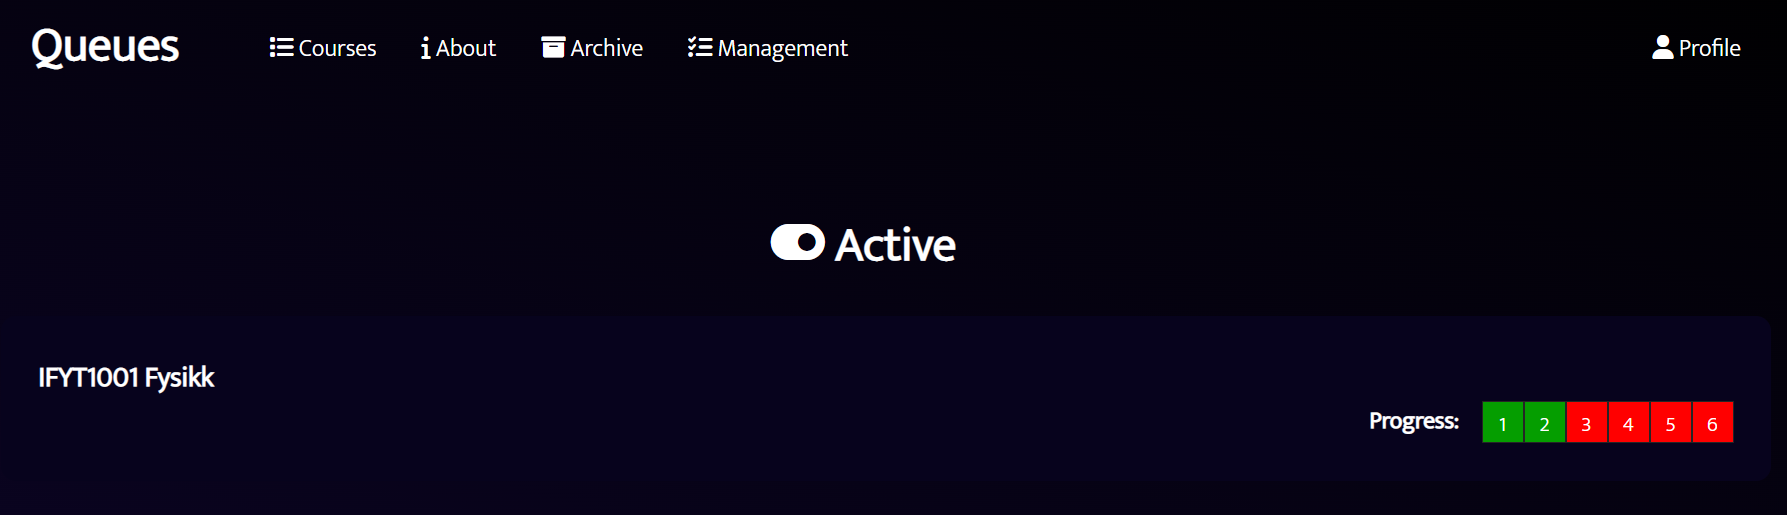 Queues Courses About Archive Management Profile
Active
IFYT1001 Fysikk
Progress: 1 2 3 4 5 6